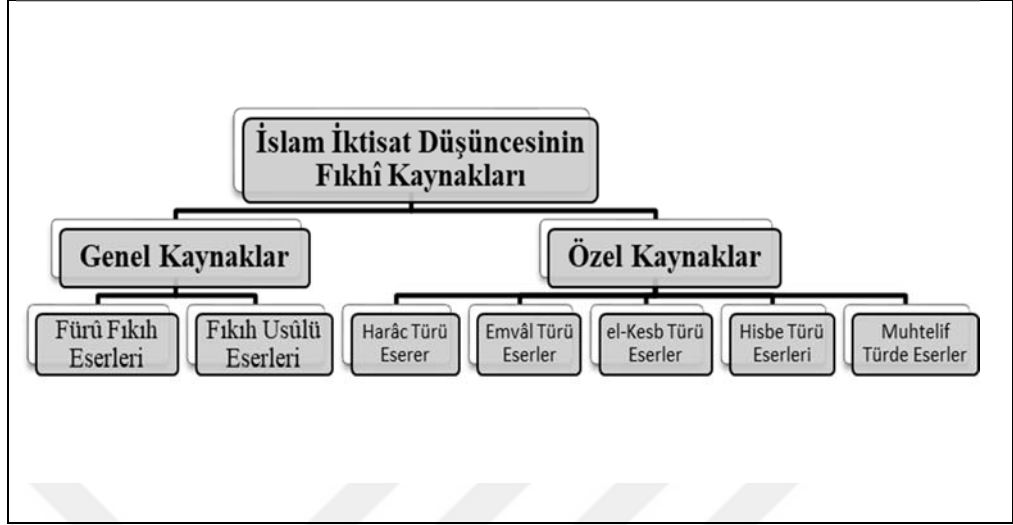 İslam İktisat Düşüncesinin
Fıkhî Kaynakları
Genel Kaynaklar
Özel Kaynaklar
Fürû Fıkıh
Eserleri
Fıkıh Usûlü
Eserleri
Harâc Türü
Eserer
Emvâl Türü
Eserler
el-Kesb Türü
Eserler
Hisbe Türü
Eserleri
Muhtelif
Türde Eserler